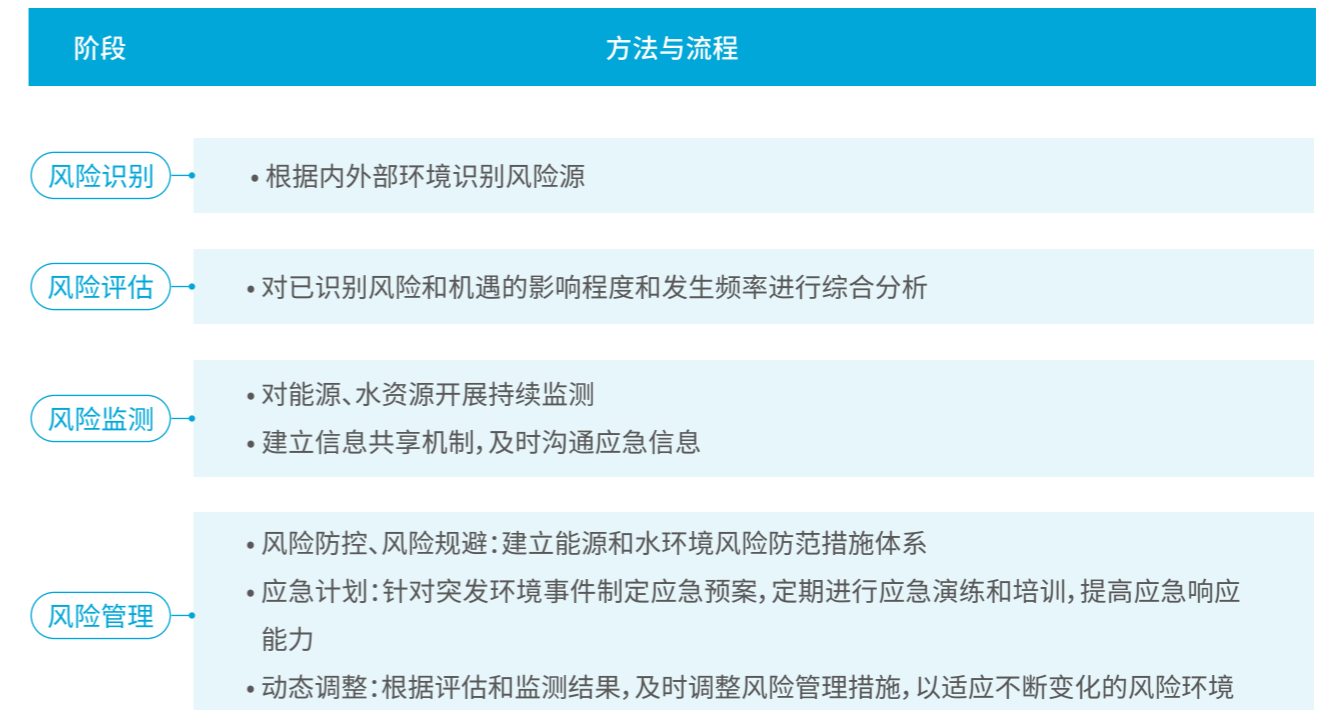 阶段 方法与流程
风险识别 • 根据内外部环境识别风险源
风险评估 • 对已识别风险和机遇的影响程度和发生频率进行综合分析
风险监测 • 对能源、水资源开展持续监测
• 建立信息共享机制,及时沟通应急信息
风险管理 • 风险防控、风险规避:建立能源和水环境风险防范措施体系
• 应急计划:针对突发环境事件制定应急预案,定期进行应急演练和培训,提高应急响应
能力
• 动态调整:根据评估和监测结果,及时调整风险管理措施,以适应不断变化的风险环境